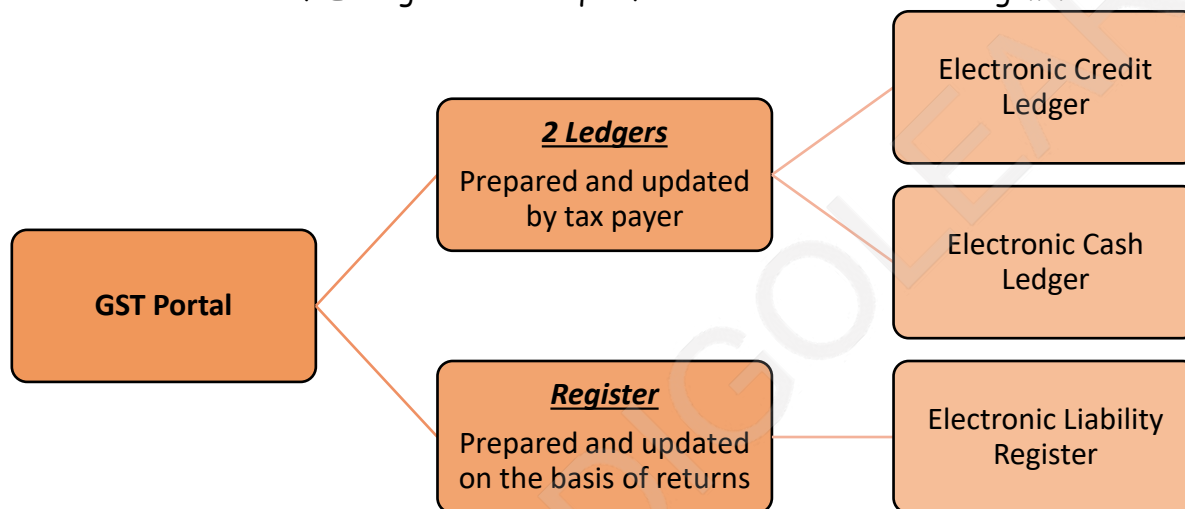 GST Portal
2 Ledgers
Prepared and updated
by tax payer
Register
Prepared and updated
on the basis of returns
Electronic Credit
Ledger
Electronic Cash
Ledger
Electronic Liability
Register